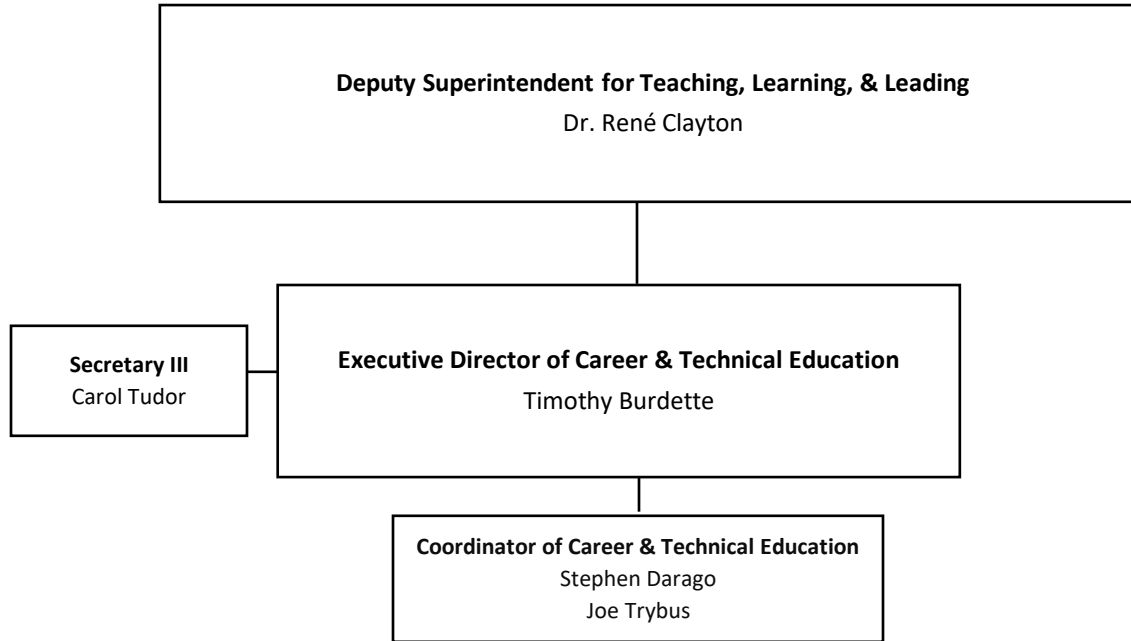 Deputy Superintendent for Teaching, Learning, & Leading
Dr. René Clayton
Secretary III
Carol Tudor
Executive Director of Career & Technical Education
Timothy Burdette
Coordinator of Career & Technical Education
Stephen Darago
Joe Trybus